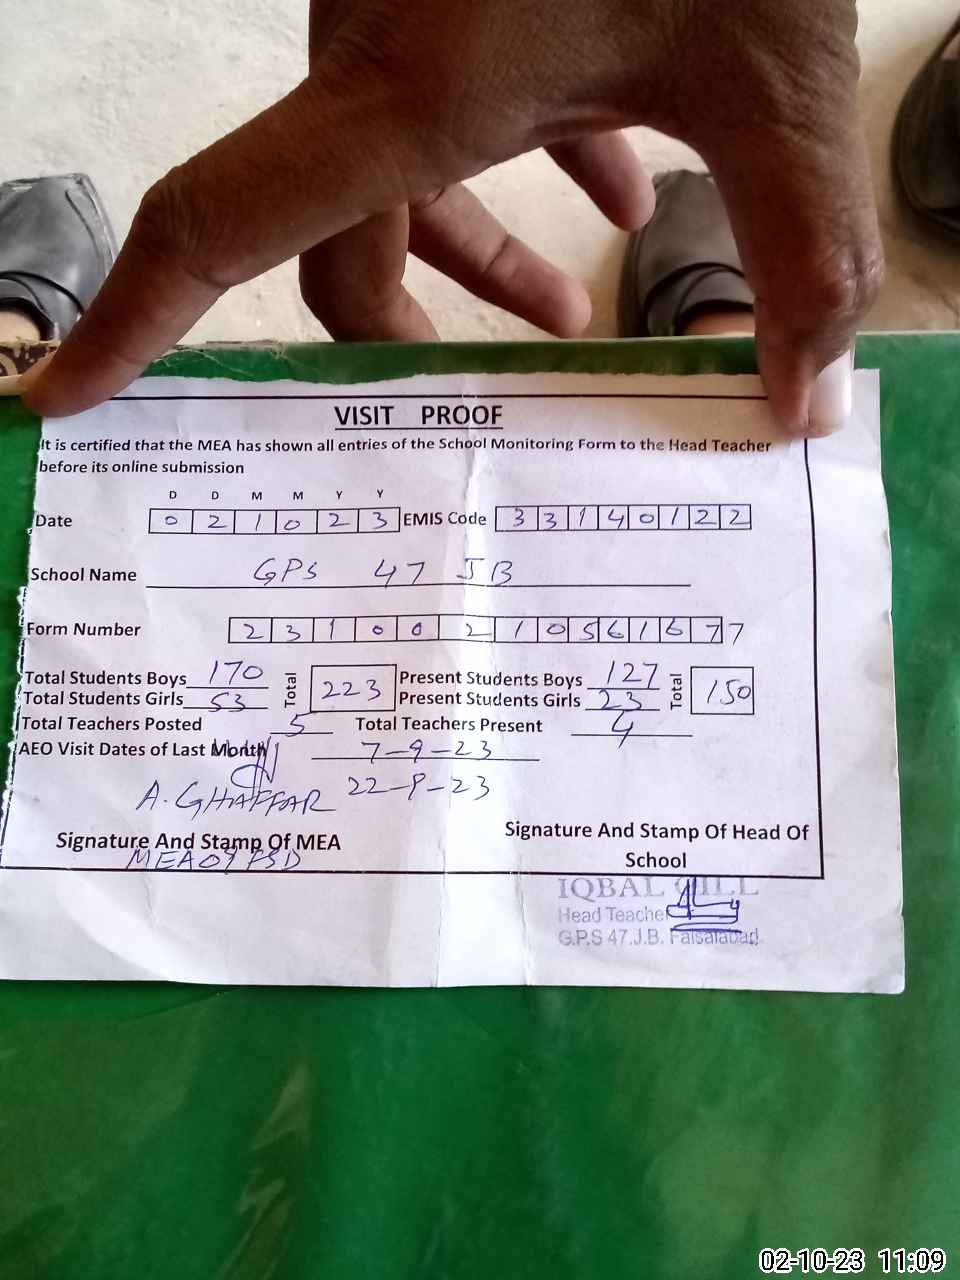 VISIT PROOF
It is certified that the MEA has shown all entries of the School Monitoring Form to the Head Teacher
before its online submission
D D M M Y Y
Date 0 2 1 0 2 3 EMIS Code 3 3 1 4 0 1 2 2
School Name GPS 47 JB
Form Number 2 3 1 0 0 2 1 0 5 6 1 6 7 7
Total Students Boys 170 Total 223 Present Students Boys 127 Total 150
Total Students Girls 53 Present Students Girls 23
Total Teachers Posted 5 Total Teachers Present 4
AEO Visit Dates of Last Month 7-9-23
A. GHAFFAR 22-9-23
Signature And Stamp Of MEA Signature And Stamp Of Head Of
School
MEA09 FSD
IQBAL GILL
Head Teacher
G.P.S 47.J.B. Faisalabad
02-10-23 11:09